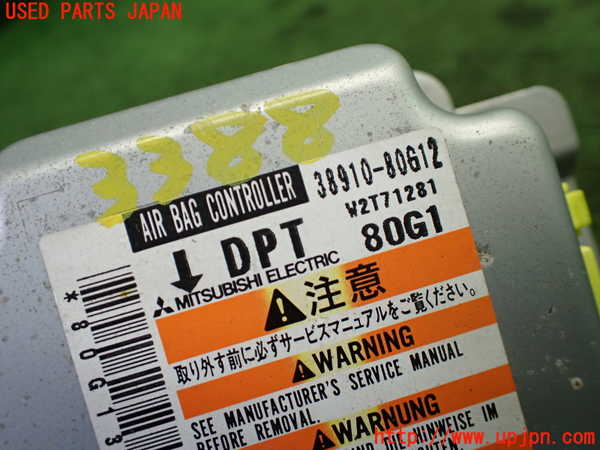 USED PARTS JAPAN
3388
AIR BAG CONTROLLER 38910-80G12
W2T71281
DPT 80G1
MITSUBISHI ELECTRIC
注意
取り外す前に必ずサービスマニュアルをご覧ください。
WARNING
SEE MANUFACTURER'S SERVICE MANUAL
BEFORE REMOVAL.
WARNUNG
HINWEISE IM
*80G13
http://www.upjpn.com/